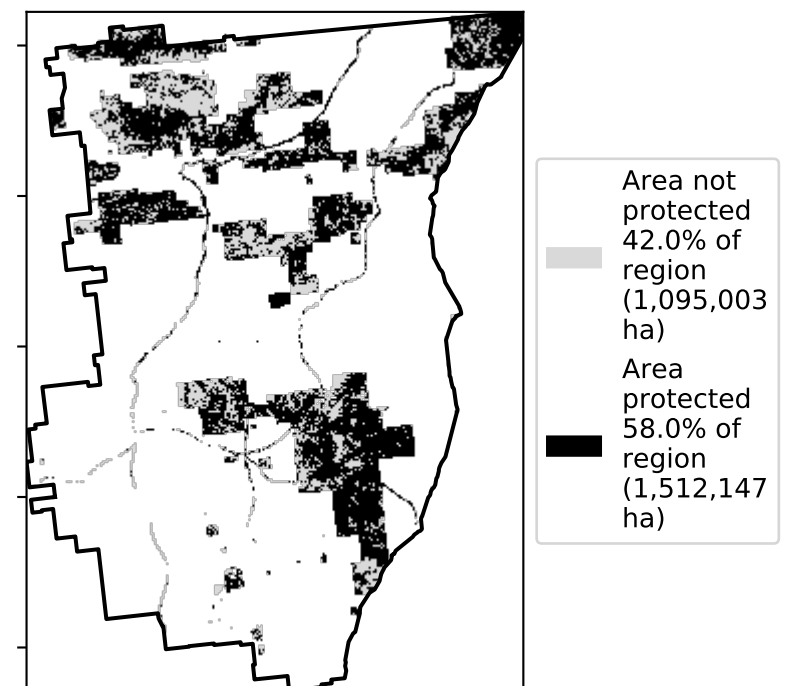 Area not
protected
42.0% of
region
(1,095,003
ha)
Area
protected
58.0% of
region
(1,512,147
ha)